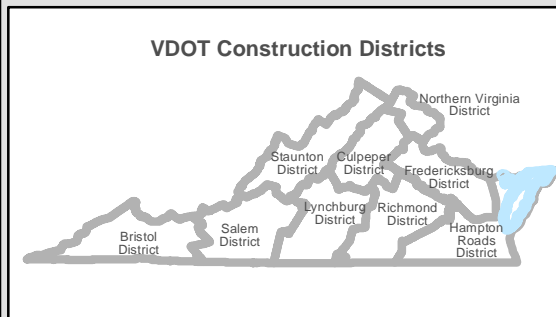 VDOT Construction Districts
Northern Virginia
District
Staunton
District
Culpeper
District
Fredericksburg
District
Lynchburg
District
Richmond
District
Salem
District
Bristol
District
Hampton
Roads
District